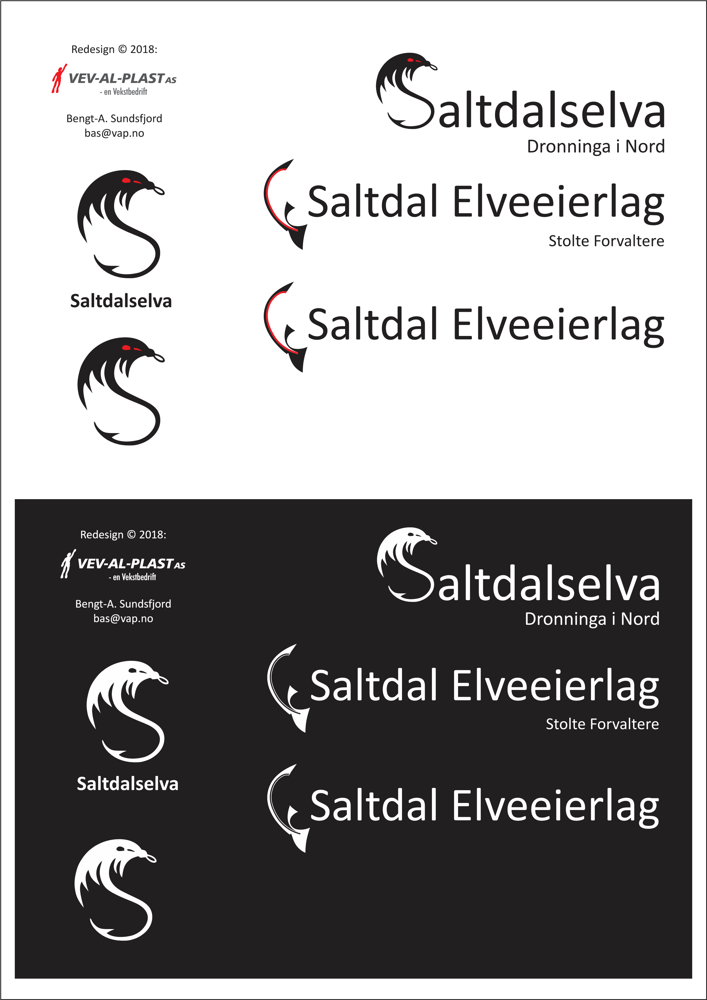 Redesign © 2018:
VEV-AL-PLAST AS
- en Vekstbedrift
Bengt-A. Sundsfjord
bas@vap.no
Saltdalselva
Dronninga i Nord
Saltdal Elveeierlag
Stolte Forvaltere
Saltdalselva
Saltdal Elveeierlag
Redesign © 2018:
VEV-AL-PLAST AS
- en Vekstbedrift
Bengt-A. Sundsfjord
bas@vap.no
Saltdalselva
Dronninga i Nord
Saltdal Elveeierlag
Stolte Forvaltere
Saltdalselva
Saltdal Elveeierlag